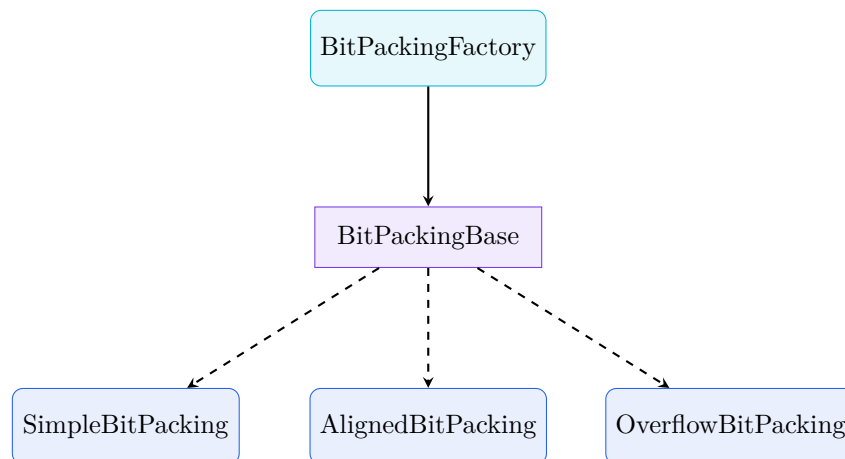 BitPackingFactory
BitPackingBase
SimpleBitPacking
AlignedBitPacking
OverflowBitPacking